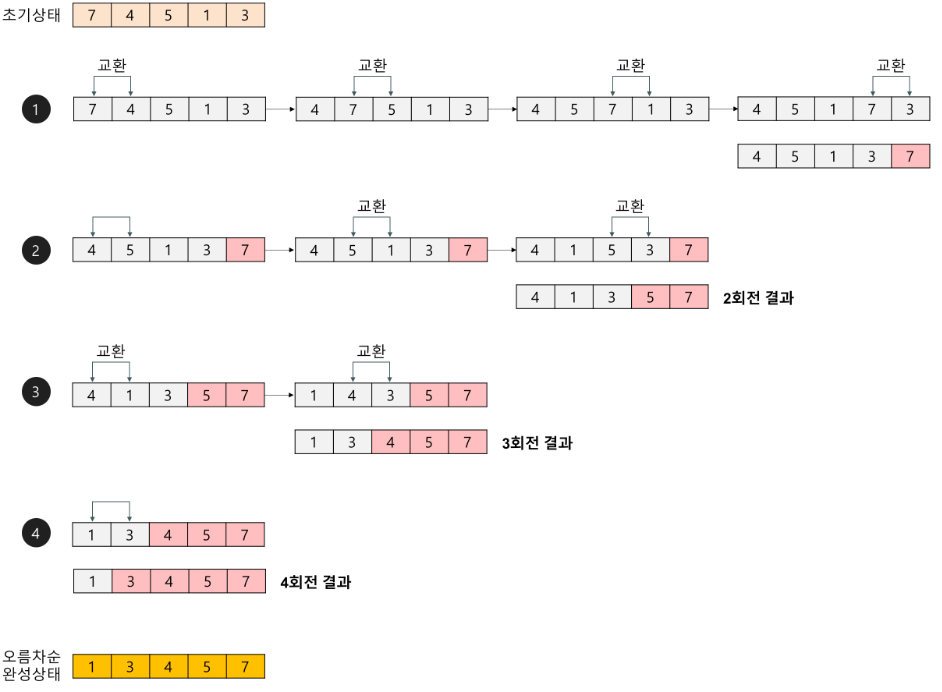 초기상태 7 4 5 1 3
교환 교환 교환 교환
1 7 4 5 1 3 4 7 5 1 3 4 5 7 1 3 4 5 1 7 3
4 5 1 3 7
교환 교환
2 4 5 1 3 7 4 5 1 3 7 4 1 5 3 7
4 1 3 5 7 2회전 결과
교환 교환
3 4 1 3 5 7 1 4 3 5 7
1 3 4 5 7 3회전 결과
4 1 3 4 5 7
1 3 4 5 7 4회전 결과
오름차순
완성상태 1 3 4 5 7